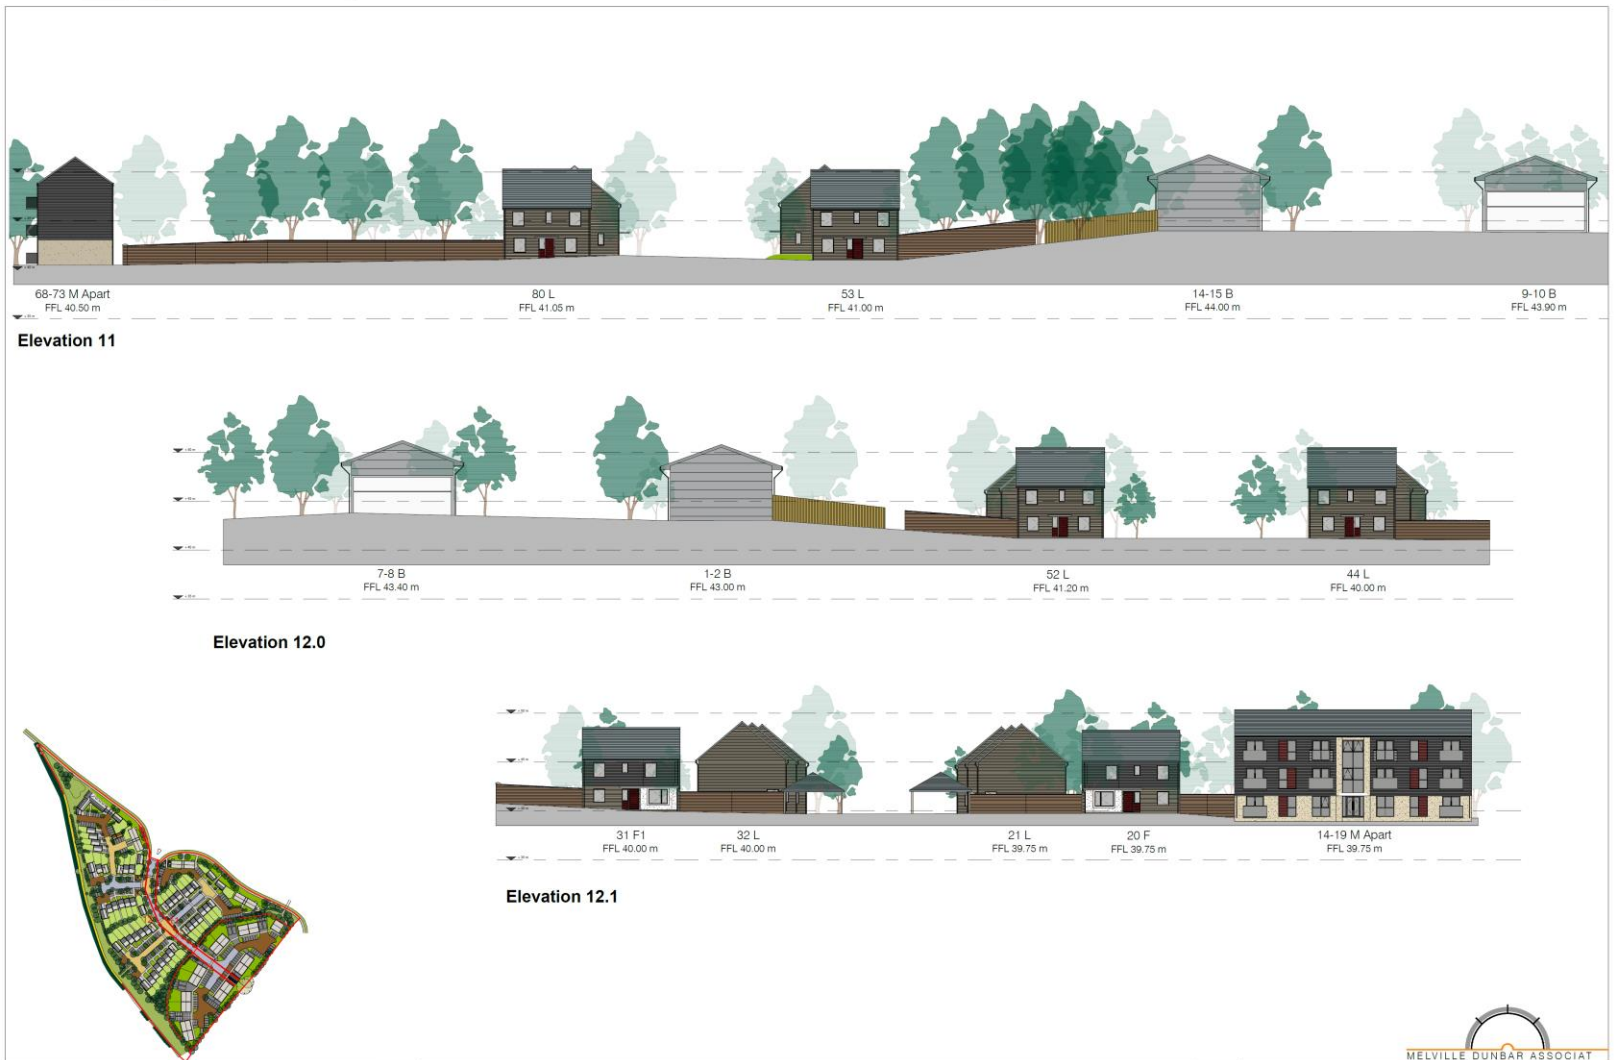 68-73 M Apart
FFL 40.50 m
80 L
FFL 41.05 m
53 L
FFL 41.00 m
14-15 B
FFL 44.00 m
9-10 B
FFL 43.90 m
Elevation 11
7-8 B
FFL 43.40 m
1-2 B
FFL 43.00 m
52 L
FFL 41.20 m
44 L
FFL 40.00 m
Elevation 12.0
31 F1
FFL 40.00 m
32 L
FFL 40.00 m
21 L
FFL 39.75 m
20 F
FFL 39.75 m
14-19 M Apart
FFL 39.75 m
Elevation 12.1
MELVILLE DUNBAR ASSOCIAT